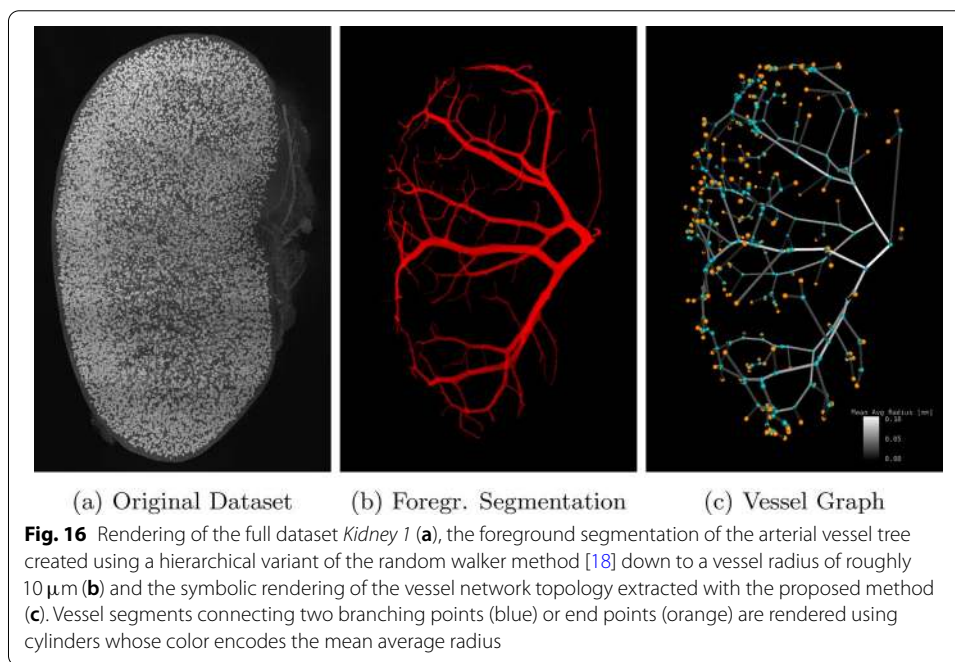 Mean Avg Radius [mm]
0.10
0.05
0.00
(a) Original Dataset (b) Foregr. Segmentation (c) Vessel Graph
Fig. 16 Rendering of the full dataset Kidney 1 (a), the foreground segmentation of the arterial vessel tree
created using a hierarchical variant of the random walker method [18] down to a vessel radius of roughly
10 μm (b) and the symbolic rendering of the vessel network topology extracted with the proposed method
(c). Vessel segments connecting two branching points (blue) or end points (orange) are rendered using
cylinders whose color encodes the mean average radius